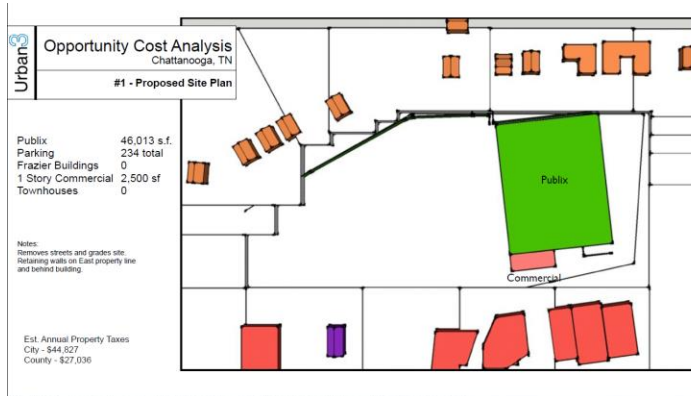 Urban3
Opportunity Cost Analysis
Chattanooga, TN
#1 - Proposed Site Plan
Publix 46,013 s.f.
Parking 234 total
Frazier Buildings 0
1 Story Commercial 2,500 sf
Townhouses 0
Notes:
Removes streets and grades site.
Retaining walls on East property line
and behind building.
Est. Annual Property Taxes
City - $44,827
County - $27,036
Publix
Commercial